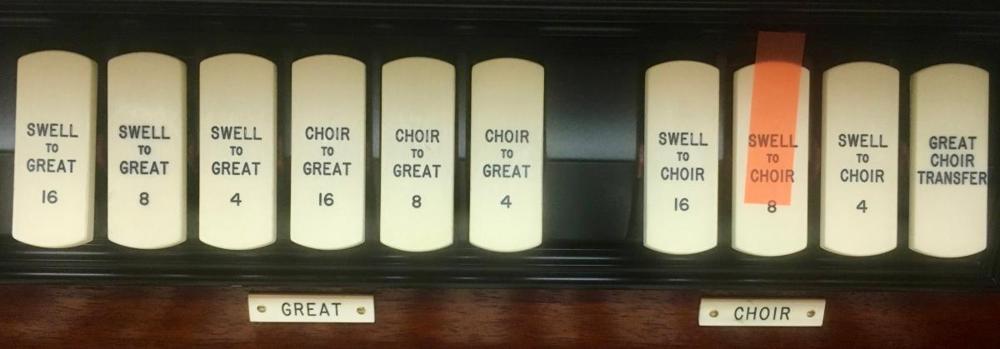 SWELL
TO
GREAT
16
SWELL
TO
GREAT
8
SWELL
TO
GREAT
4
CHOIR
TO
GREAT
16
CHOIR
TO
GREAT
8
CHOIR
TO
GREAT
4
SWELL
TO
CHOIR
16
SWELL
TO
CHOIR
8
SWELL
TO
CHOIR
4
GREAT
CHOIR
TRANSFER
GREAT
CHOIR